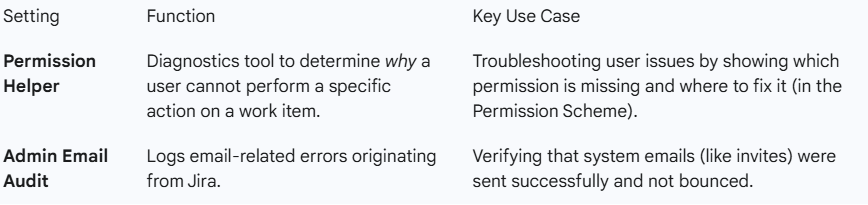 Setting Function Key Use Case
Permission Helper
Diagnostics tool to determine why a
user cannot perform a specific
action on a work item.
Troubleshooting user issues by showing which
permission is missing and where to fix it (in the
Permission Scheme).
Admin Email Audit
Logs email-related errors originating
from Jira.
Verifying that system emails (like invites) were
sent successfully and not bounced.